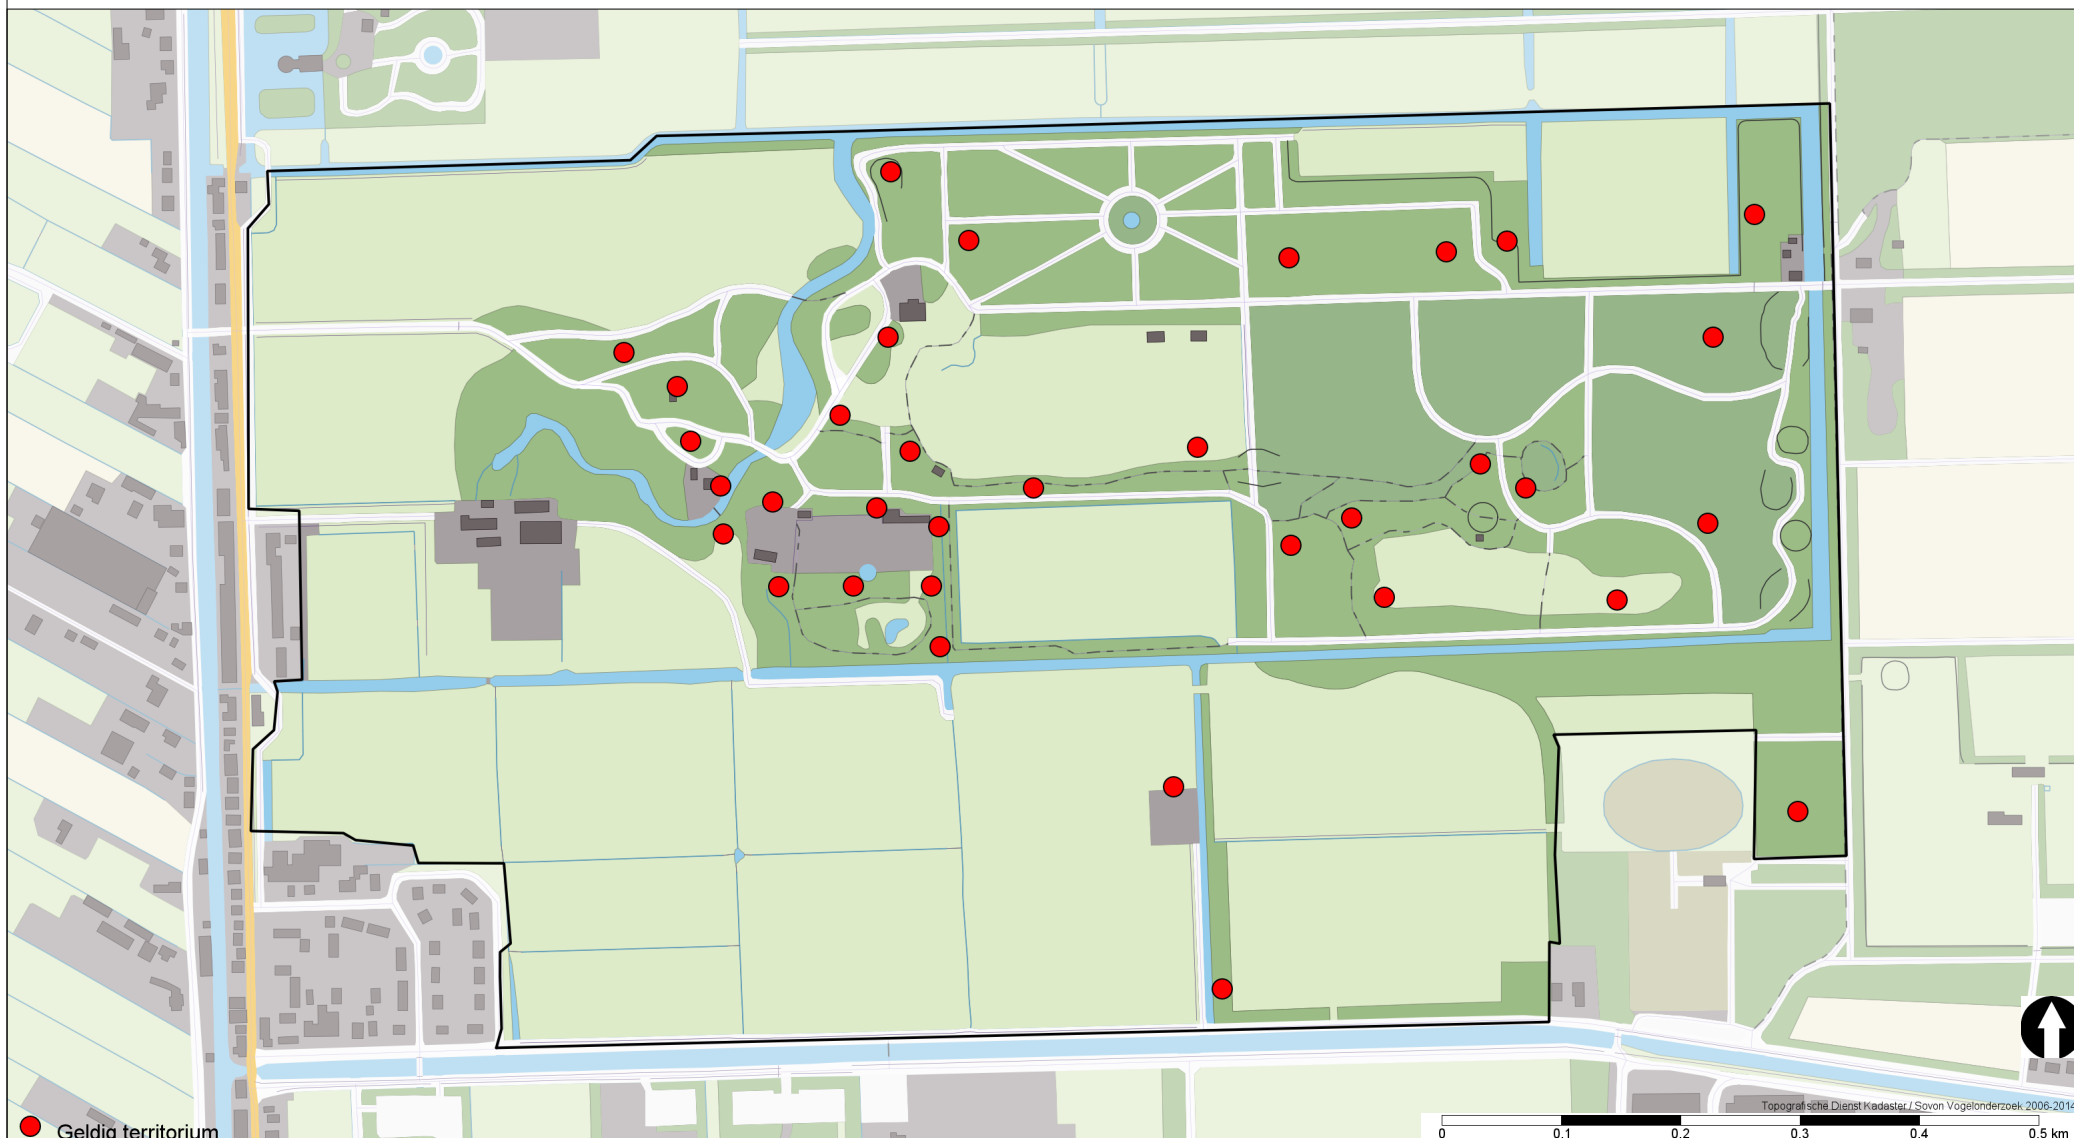 Topografische Dienst Kadaster / Sovon Vogelonderzoek 2006-2014
Geldig territorium
0 0.1 0.2 0.3 0.4 0.5 km